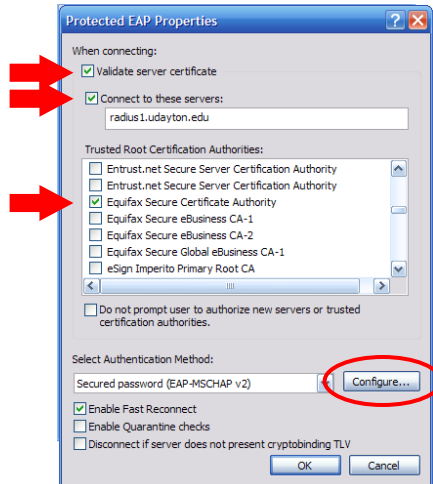 Protected EAP Properties
When connecting:
Validate server certificate
Connect to these servers:
radius1.udayton.edu
Trusted Root Certification Authorities:
Entrust.net Secure Server Certification Authority
Entrust.net Secure Server Certification Authority
Equifax Secure Certificate Authority
Equifax Secure eBusiness CA-1
Equifax Secure eBusiness CA-2
Equifax Secure Global eBusiness CA-1
eSign Imperito Primary Root CA
Do not prompt user to authorize new servers or trusted
certification authorities.
Select Authentication Method:
Secured password (EAP-MSCHAP v2)
Configure...
Enable Fast Reconnect
Enable Quarantine checks
Disconnect if server does not present cryptobinding TLV
OK Cancel